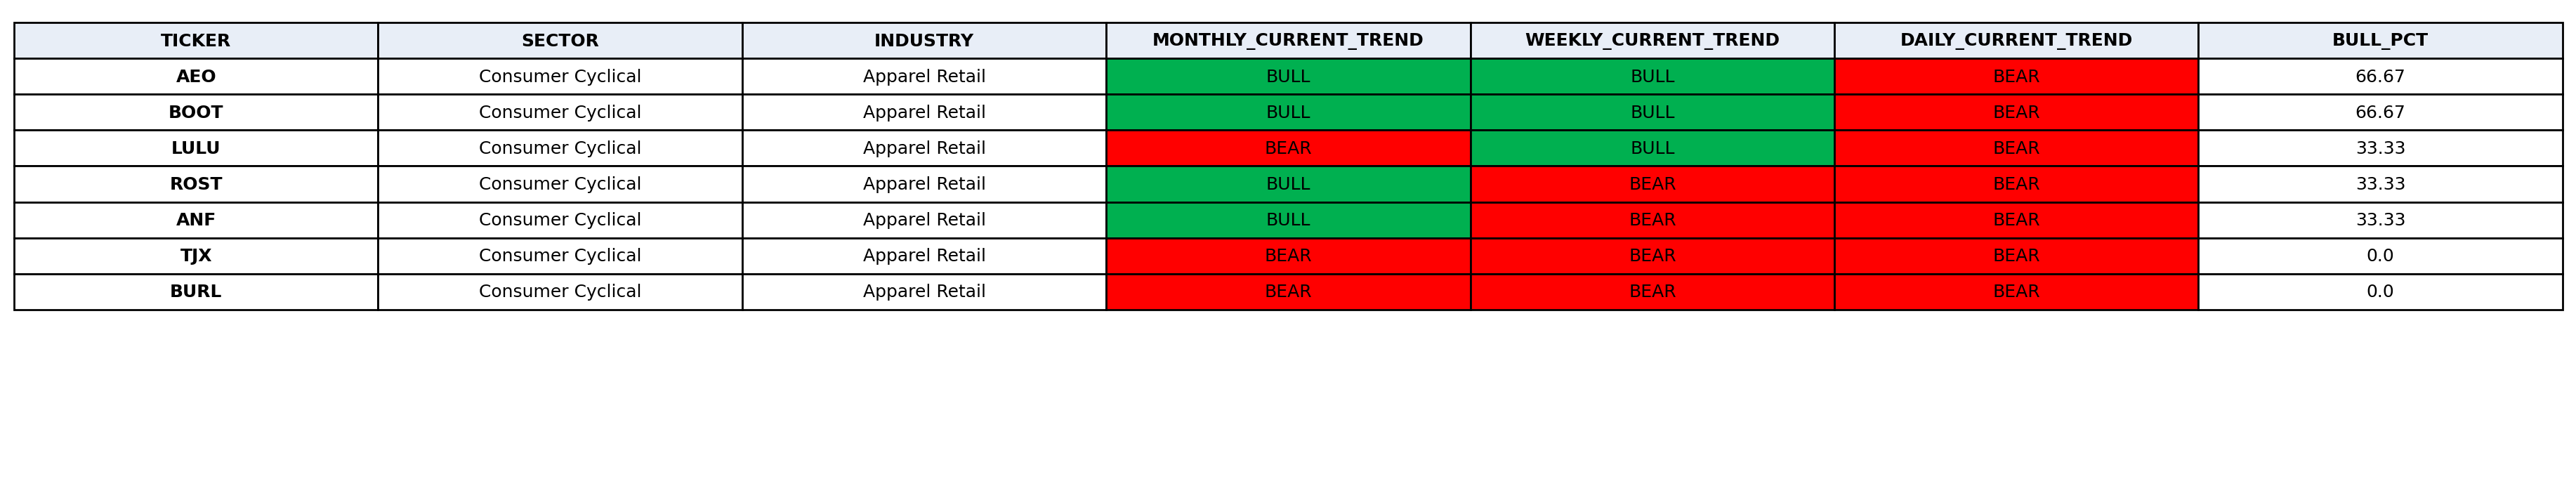 TICKER SECTOR INDUSTRY MONTHLY_CURRENT_TREND WEEKLY_CURRENT_TREND DAILY_CURRENT_TREND BULL_PCT
AEO Consumer Cyclical Apparel Retail BULL BULL BEAR 66.67
BOOT Consumer Cyclical Apparel Retail BULL BULL BEAR 66.67
LULU Consumer Cyclical Apparel Retail BEAR BULL BEAR 33.33
ROST Consumer Cyclical Apparel Retail BULL BEAR BEAR 33.33
ANF Consumer Cyclical Apparel Retail BULL BEAR BEAR 33.33
TJX Consumer Cyclical Apparel Retail BEAR BEAR BEAR 0.0
BURL Consumer Cyclical Apparel Retail BEAR BEAR BEAR 0.0